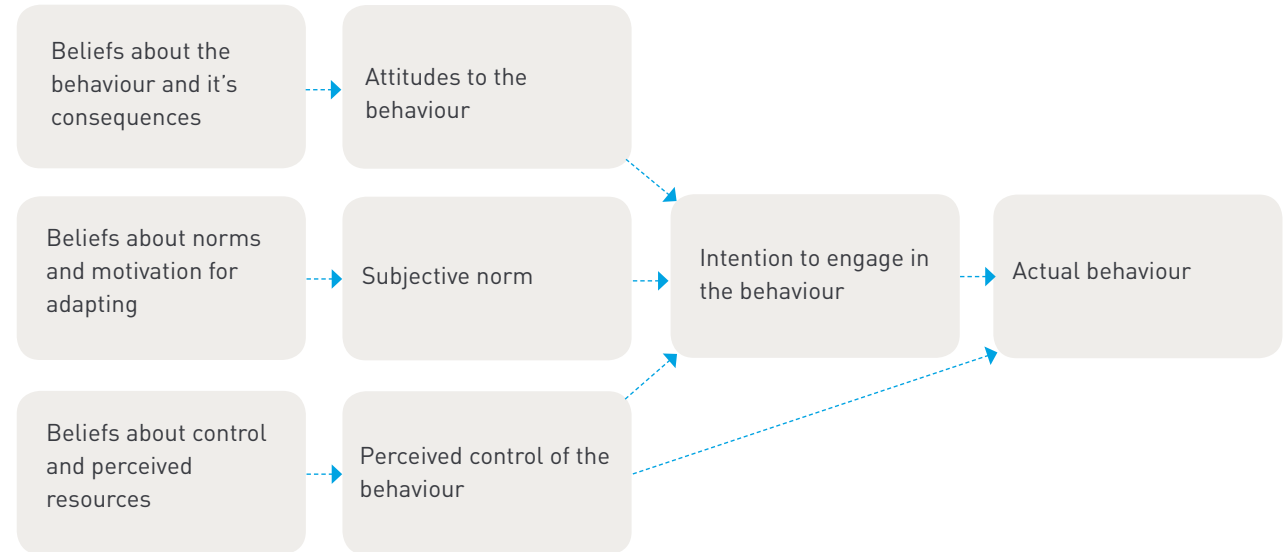 Beliefs about the
behaviour and it's
consequences
Attitudes to the
behaviour
Beliefs about norms
and motivation for
adapting
Subjective norm
Intention to engage in
the behaviour
Actual behaviour
Beliefs about control
and perceived
resources
Perceived control of the
behaviour